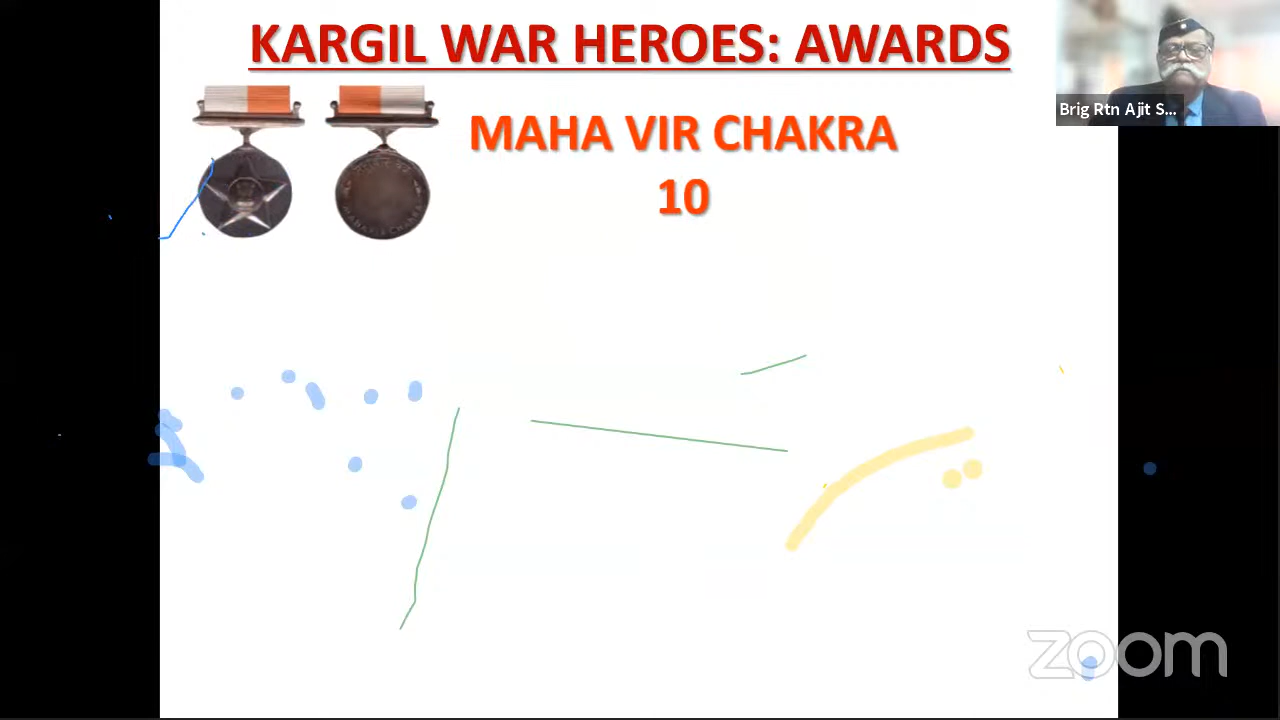 KARGIL WAR HEROES: AWARDS
Brig Rtn Ajit S...
MAHA VIR CHAKRA
10
zoom